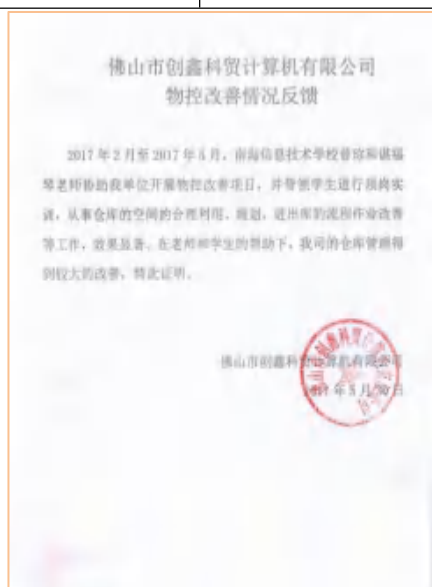 佛山市创鑫科贸计算机有限公司
物控改善情况反馈
2017年2月至2017年5月，南海信息技术学校曾琼和谌福
琴老师协助我单位开展物控改善项目，并带领学生进行顶岗实
训，从事仓库的空间的合理利用、规划，进出库的流程作业改善
等工作，效果显著。在老师和学生的帮助下，我司的仓库管理得
到较大的改善，特此证明。
佛山市创鑫科贸计算机有限公司
2017年5月30日